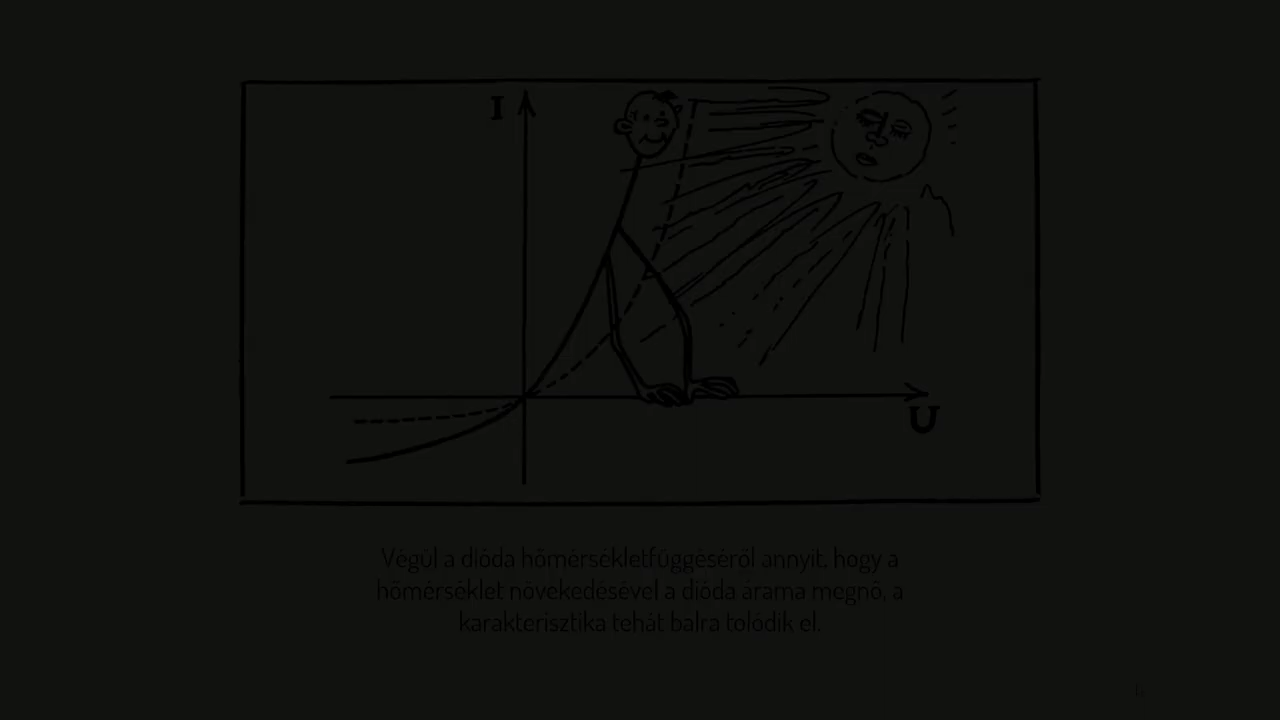 I
U
Végül a dióda hőmérsékletfüggéséről annyit, hogy a
hőmérséklet növekedésével a dióda árama megnő, a
karakterisztika tehát balra tolódik el.